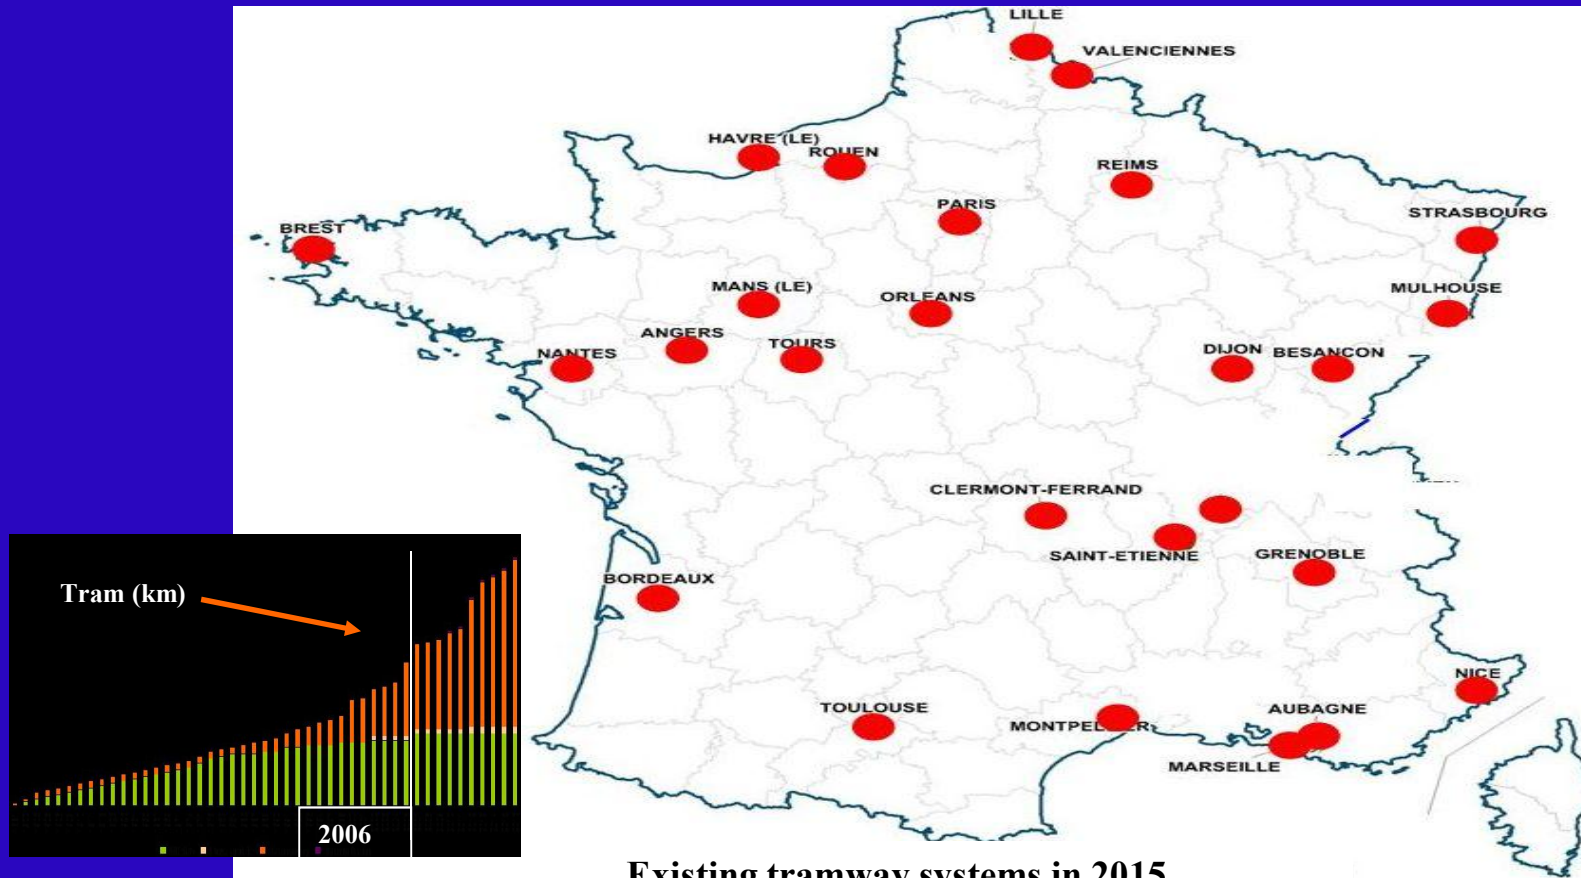 LILLE
VALENCIENNES
HAVRE (LE)
ROUEN
REIMS
PARIS
STRASBOURG
BREST
MULHOUSE
MANS (LE)
ORLEANS
ANGERS
TOURS
NANTES
DIJON
BESANCON
CLERMONT-FERRAND
SAINT-ETIENNE
GRENOBLE
BORDEAUX
Tram (km)
NICE
TOULOUSE
AUBAGNE
MONTPELLIER
MARSEILLE
2006
Existing tramway systems in 2015